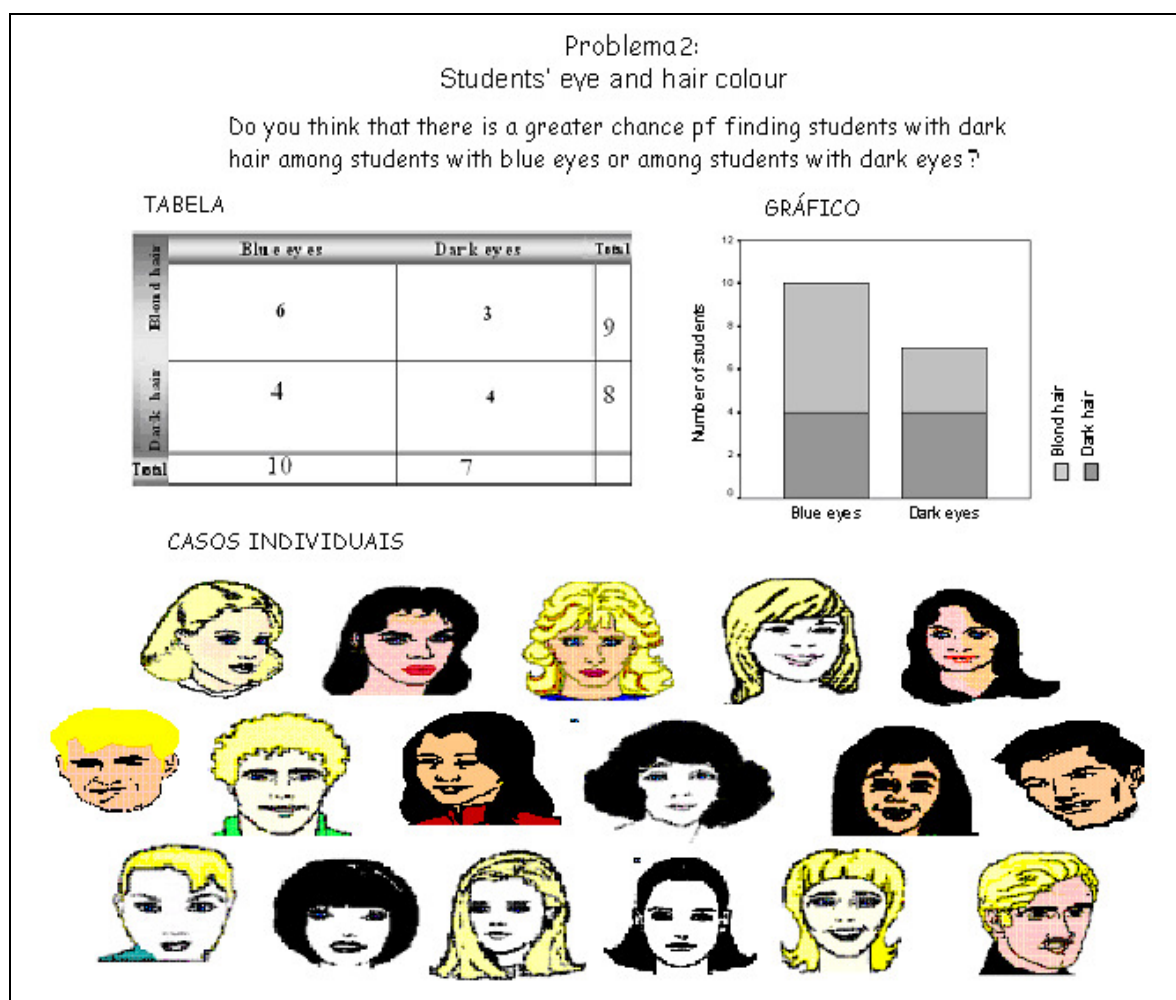 Problema 2:
Students' eye and hair colour
Do you think that there is a greater chance pf finding students with dark
hair among students with blue eyes or among students with dark eyes?
TABELA
Blue eyes Dark eyes Total
Blond hair 6 3 9
Dark hair 4 4 8
Total 10 7
GRÁFICO
12
10
8
6
4
2
0
Number of students
Blue eyes Dark eyes
Blond hair
Dark hair
CASOS INDIVIDUAIS